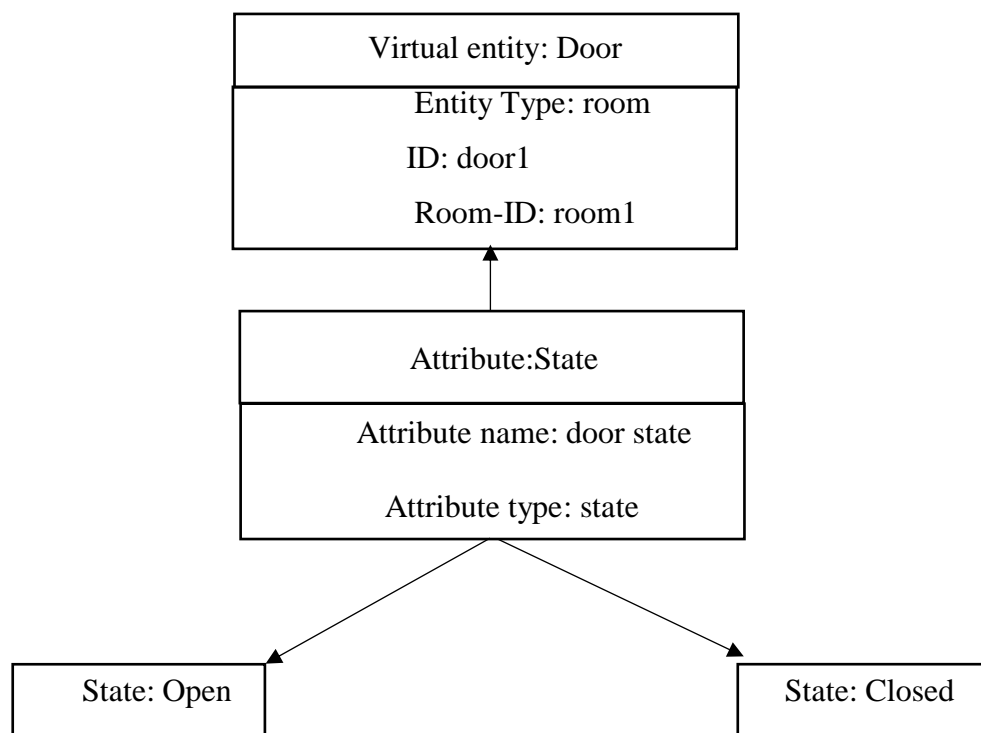 Virtual entity: Door
Entity Type: room
ID: door1
Room-ID: room1
Attribute:State
Attribute name: door state
Attribute type: state
State: Open
State: Closed